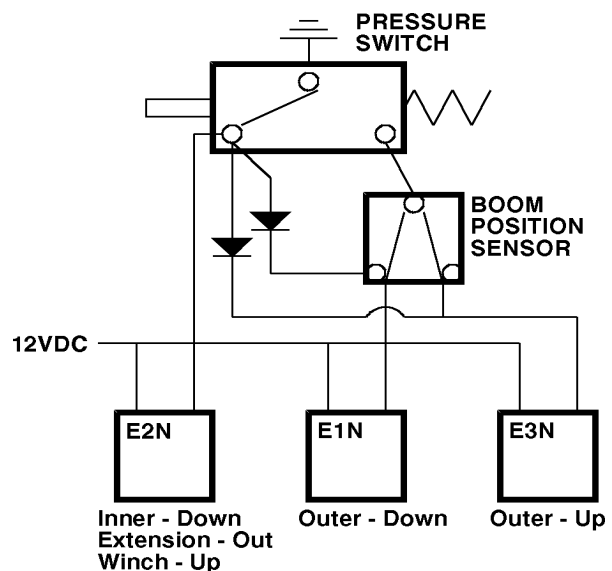 PRESSURE
SWITCH
BOOM
POSITION
SENSOR
12VDC
E2N
E1N
E3N
Inner - Down
Extension - Out
Winch - Up
Outer - Down
Outer - Up